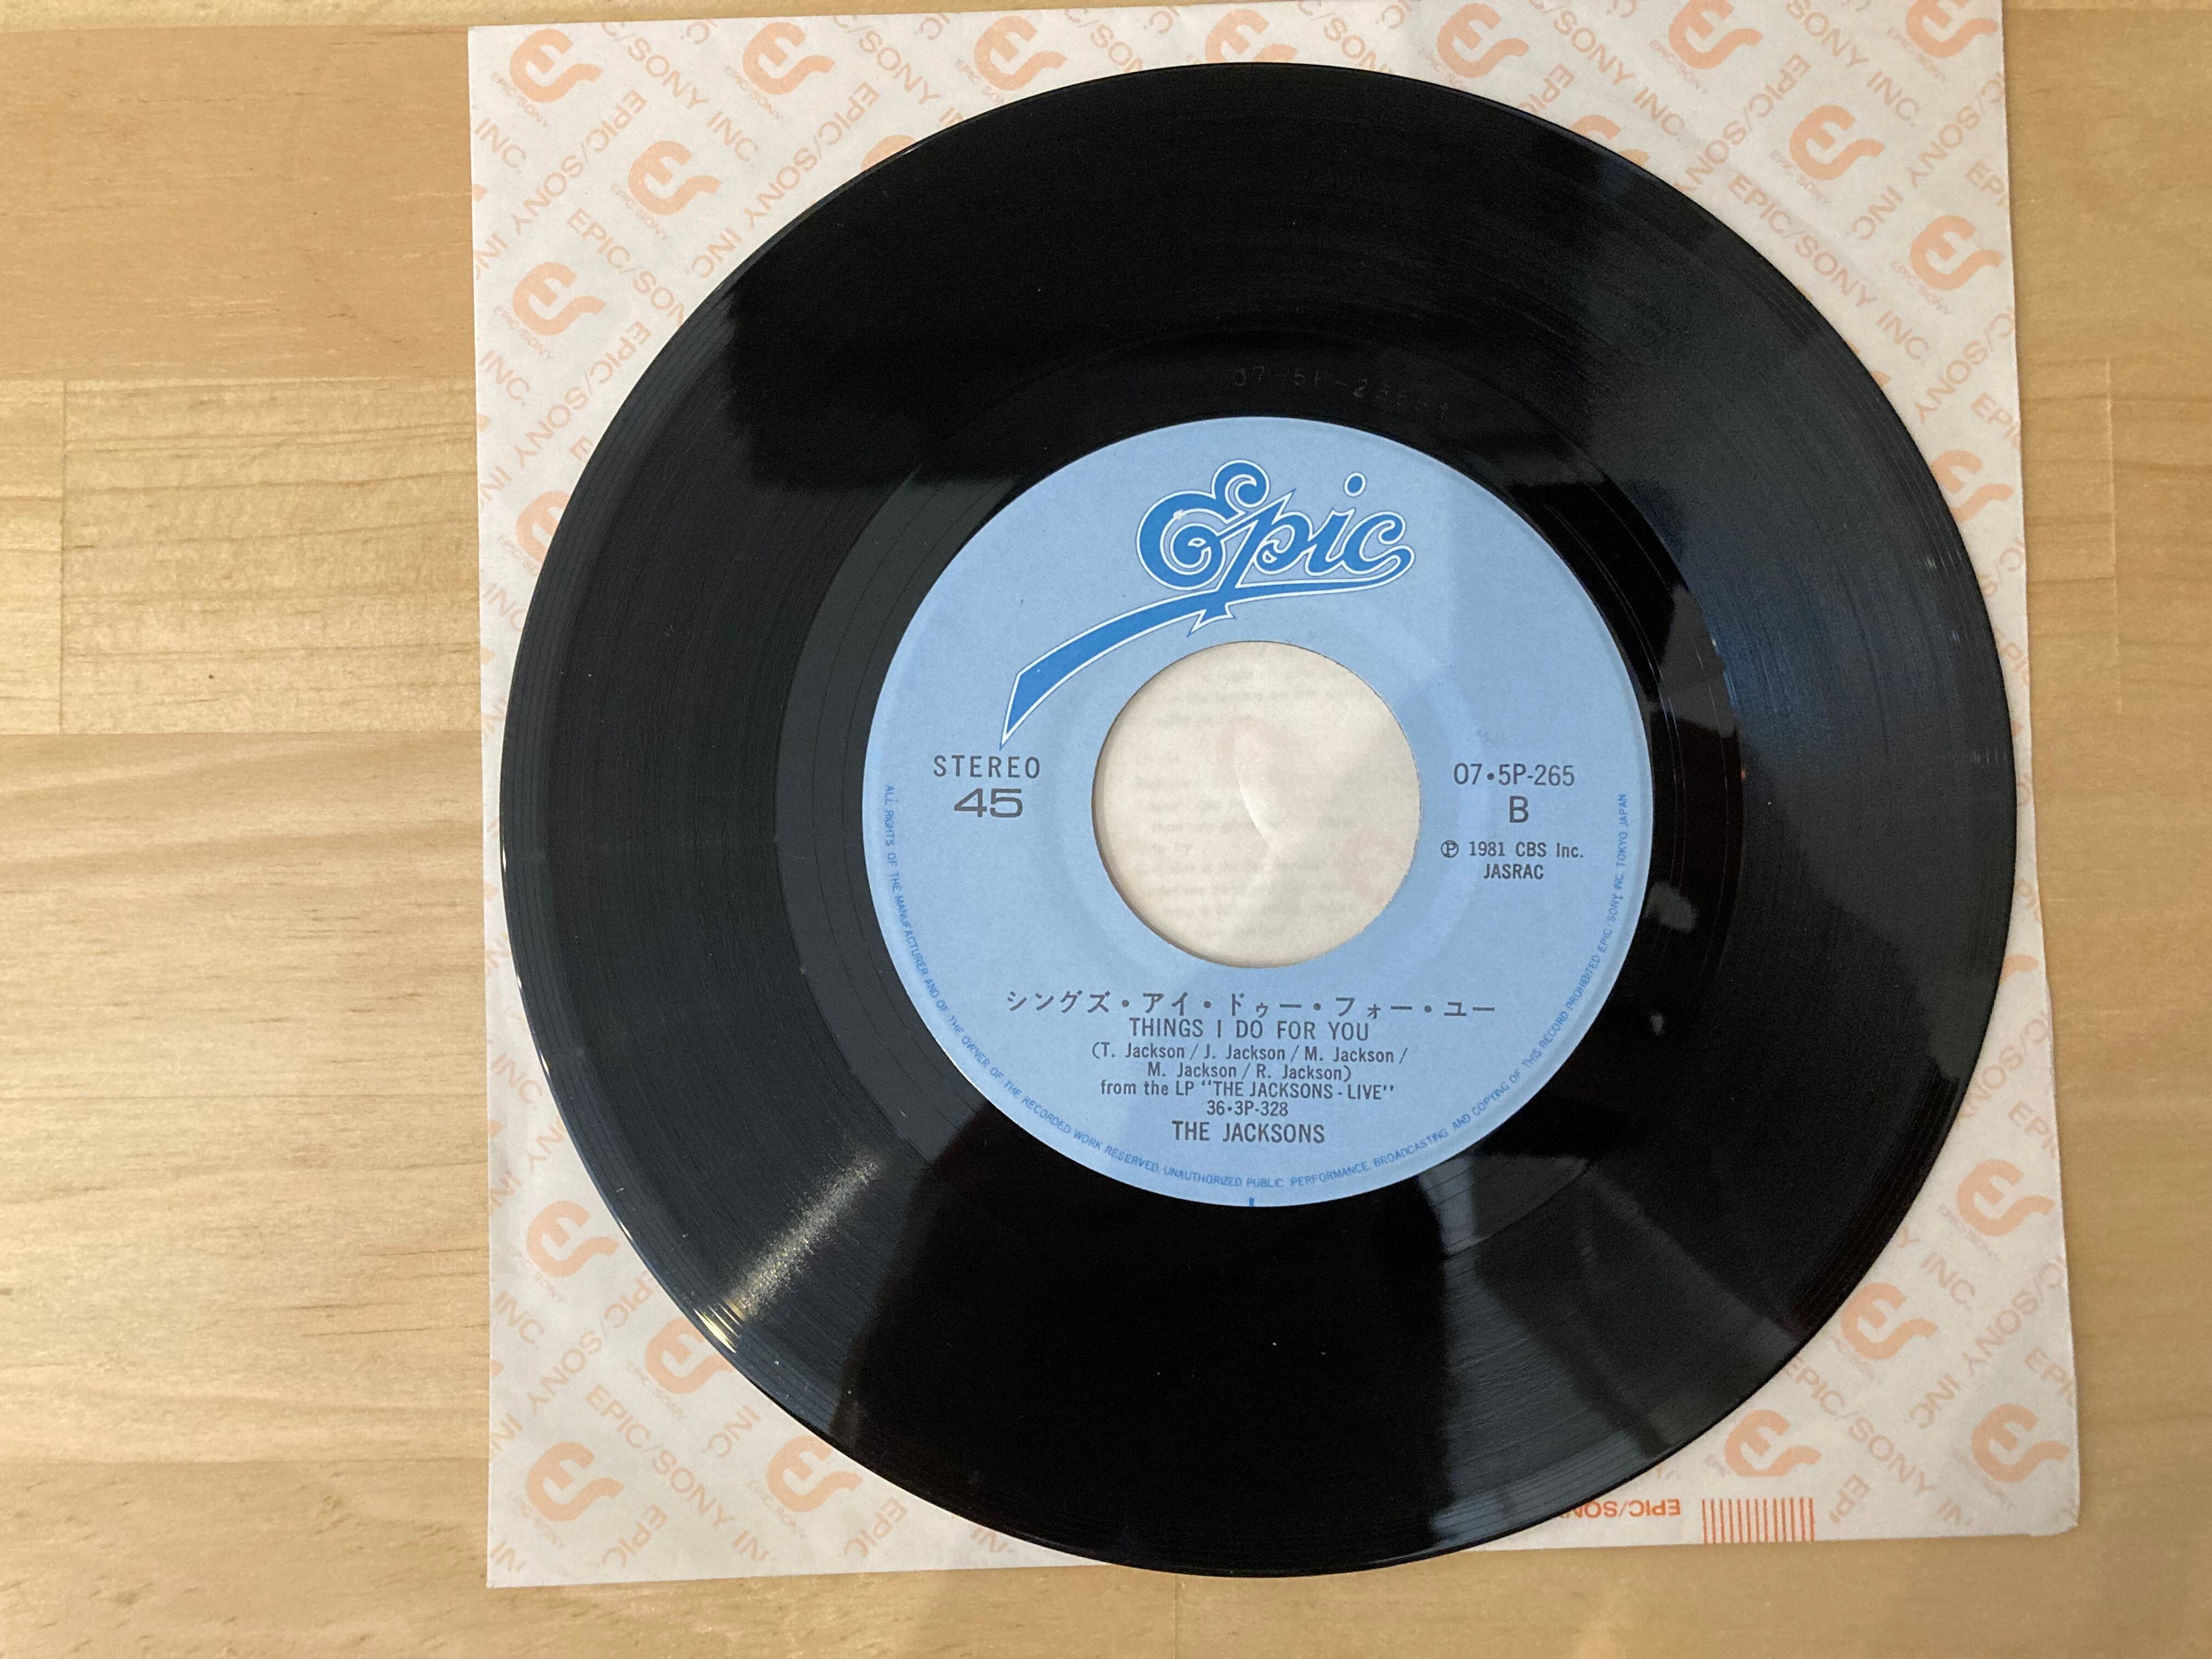 Epic
STEREO
45
07・5P-265
B
Ⓟ 1981 CBS Inc.
JASRAC
シングズ・アイ・ドゥー・フォー・ユー
THINGS I DO FOR YOU
(T. Jackson / J. Jackson / M. Jackson /
M. Jackson / R. Jackson)
from the LP "THE JACKSONS - LIVE"
36・3P-328
THE JACKSONS
ALL RIGHTS OF THE MANUFACTURER AND OF THE OWNER OF THE RECORDED WORK RESERVED. UNAUTHORIZED PUBLIC PERFORMANCE. BROADCASTING AND COPYING OF THIS RECORD PROHIBITED EPIC SONY INC. TOKYO JAPAN
EPIC/SONY INC.
EPIC/SONY